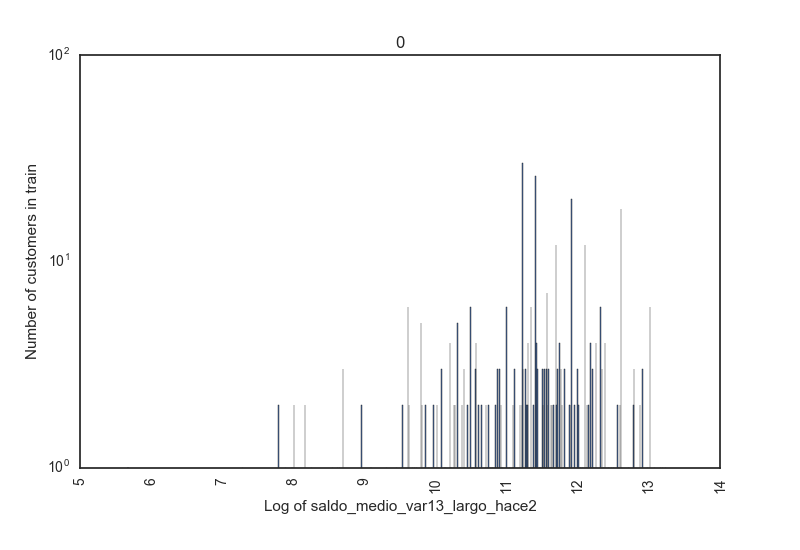 0
10²
10¹
10⁰
Number of customers in train
5 6 7 8 9 10 11 12 13 14
Log of saldo_medio_var13_largo_hace2